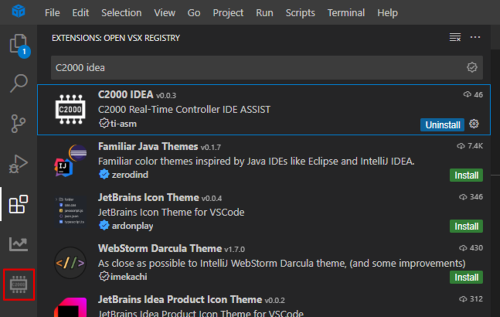 File Edit Selection View Go Project Run Scripts Terminal Help
EXTENSIONS: OPEN VSX REGISTRY
1
C2000 idea
C2000 IDEA v0.0.3 46
C2000
C2000 Real-Time Controller IDE ASSIST
ti-asm Uninstall
Familiar Java Themes v0.1.7 7.4K
Familiar color themes inspired by Java IDEs like Eclipse and IntelliJ IDEA.
zerodind Install
JetBrains Icon Theme v0.0.4 346
JetBrains Icon Theme for VSCode
ardonplay Install
WebStorm Darcula Theme v1.7.0 430
As close as possible to IntelliJ WebStorm Darcula theme, (and some improvements)
imekachi Install
JetBrains Idea Product Icon Theme v0.0.2 312
JetBrains Idea Product Icon Theme for VSCode